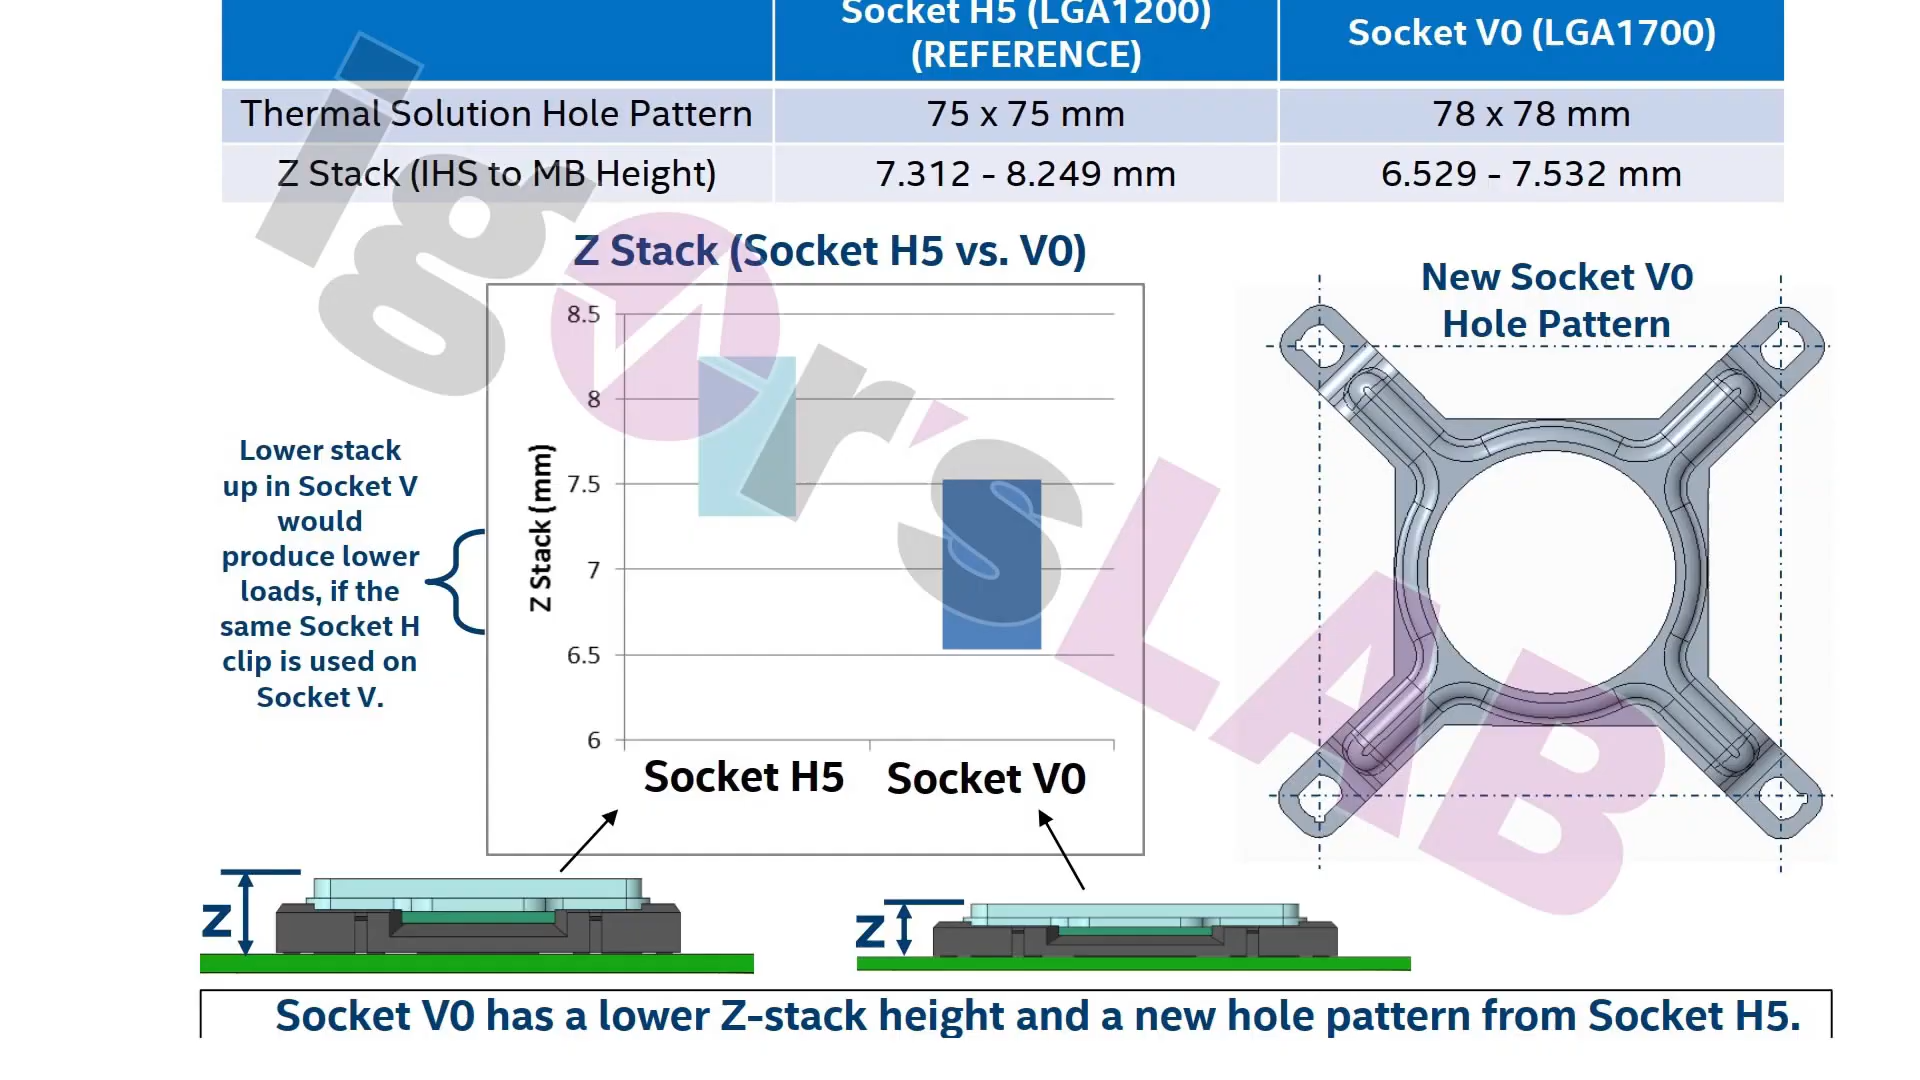 Socket H5 (LGA1200)
(REFERENCE)
Socket V0 (LGA1700)
Thermal Solution Hole Pattern
75 x 75 mm
78 x 78 mm
Z Stack (IHS to MB Height)
7.312 - 8.249 mm
6.529 - 7.532 mm
igor'sLAB
Z Stack (Socket H5 vs. V0)
8.5
8
7.5
7
6.5
6
Z Stack (mm)
Socket H5
Socket V0
Lower stack
up in Socket V
would
produce lower
loads, if the
same Socket H
clip is used on
Socket V.
New Socket V0
Hole Pattern
Z
Z
Socket V0 has a lower Z-stack height and a new hole pattern from Socket H5.